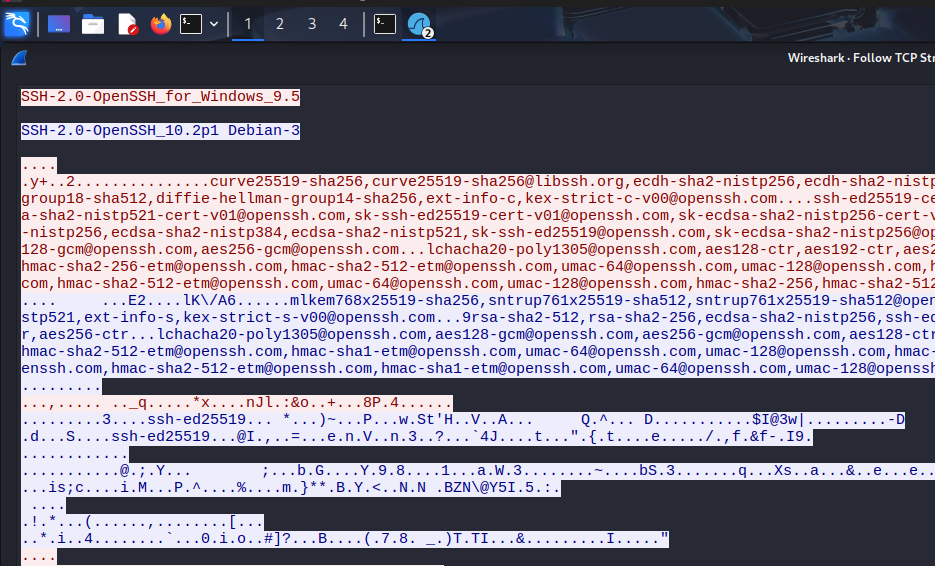 1 2 3 4 2
Wireshark · Follow TCP Str
SSH-2.0-OpenSSH_for_Windows_9.5
SSH-2.0-OpenSSH_10.2p1 Debian-3
....
.y+..2...............curve25519-sha256,curve25519-sha256@libssh.org,ecdh-sha2-nistp256,ecdh-sha2-nistp
group18-sha512,diffie-hellman-group14-sha256,ext-info-c,kex-strict-c-v00@openssh.com....ssh-ed25519-ce
a-sha2-nistp521-cert-v01@openssh.com,sk-ssh-ed25519-cert-v01@openssh.com,sk-ecdsa-sha2-nistp256-cert-v
-nistp256,ecdsa-sha2-nistp384,ecdsa-sha2-nistp521,sk-ssh-ed25519@openssh.com,sk-ecdsa-sha2-nistp256@op
128-gcm@openssh.com,aes256-gcm@openssh.com...lchacha20-poly1305@openssh.com,aes128-ctr,aes192-ctr,aes2
hmac-sha2-256-etm@openssh.com,hmac-sha2-512-etm@openssh.com,umac-64@openssh.com,umac-128@openssh.com,h
com,hmac-sha2-512-etm@openssh.com,umac-64@openssh.com,umac-128@openssh.com,hmac-sha2-256,hmac-sha2-512
....     ...E2....lK\/A6......mlkem768x25519-sha256,sntrup761x25519-sha512,sntrup761x25519-sha512@open
stp521,ext-info-s,kex-strict-s-v00@openssh.com...9rsa-sha2-512,rsa-sha2-256,ecdsa-sha2-nistp256,ssh-ed
r,aes256-ctr...lchacha20-poly1305@openssh.com,aes128-gcm@openssh.com,aes256-gcm@openssh.com,aes128-ctr
hmac-sha2-512-etm@openssh.com,hmac-sha1-etm@openssh.com,umac-64@openssh.com,umac-128@openssh.com,hmac-
enssh.com,hmac-sha2-512-etm@openssh.com,hmac-sha1-etm@openssh.com,umac-64@openssh.com,umac-128@openssh
.........
...,..... .._q.....*x....nJl.:&o..+...8P.4......
.........3....ssh-ed25519... *  ...)~...P...w.St'H..V..A...     Q.^... D...........$I@3w|.........-D
.d...S....ssh-ed25519...@I.,..=...e.n.V..n.3..?...`4J....t...".{.t....e...../.,f.&f-.I9.
............
...........@.;.Y...        ;...b.G....Y.9.8....1...a.W.3........~....bS.3.......q...Xs..a...&..e...e..
...is;c....i.M...P.^....%....m.}**.B.Y.<..N.N .BZN\@Y5I.5.:.
 ....
.!.*...(......,........[...
..*.i..4........`...0.i.o..#]?...B....(.7.8. _.)T.TI...&.........I....."
....